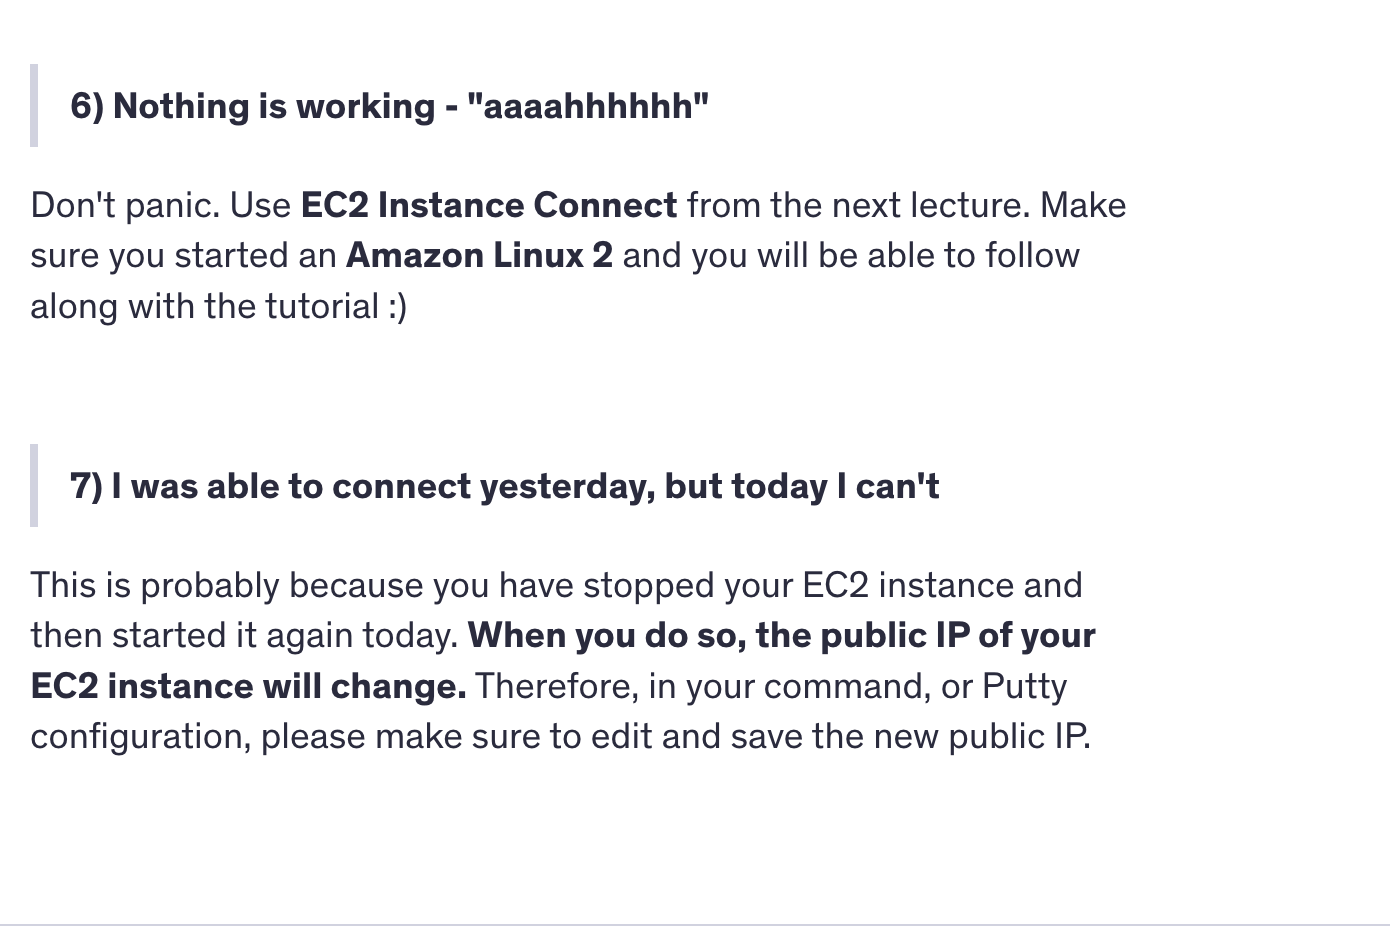 6) Nothing is working - "aaaahhhhhh"
Don't panic. Use EC2 Instance Connect from the next lecture. Make
sure you started an Amazon Linux 2 and you will be able to follow
along with the tutorial :)
7) I was able to connect yesterday, but today I can't
This is probably because you have stopped your EC2 instance and
then started it again today. When you do so, the public IP of your
EC2 instance will change. Therefore, in your command, or Putty
configuration, please make sure to edit and save the new public IP.